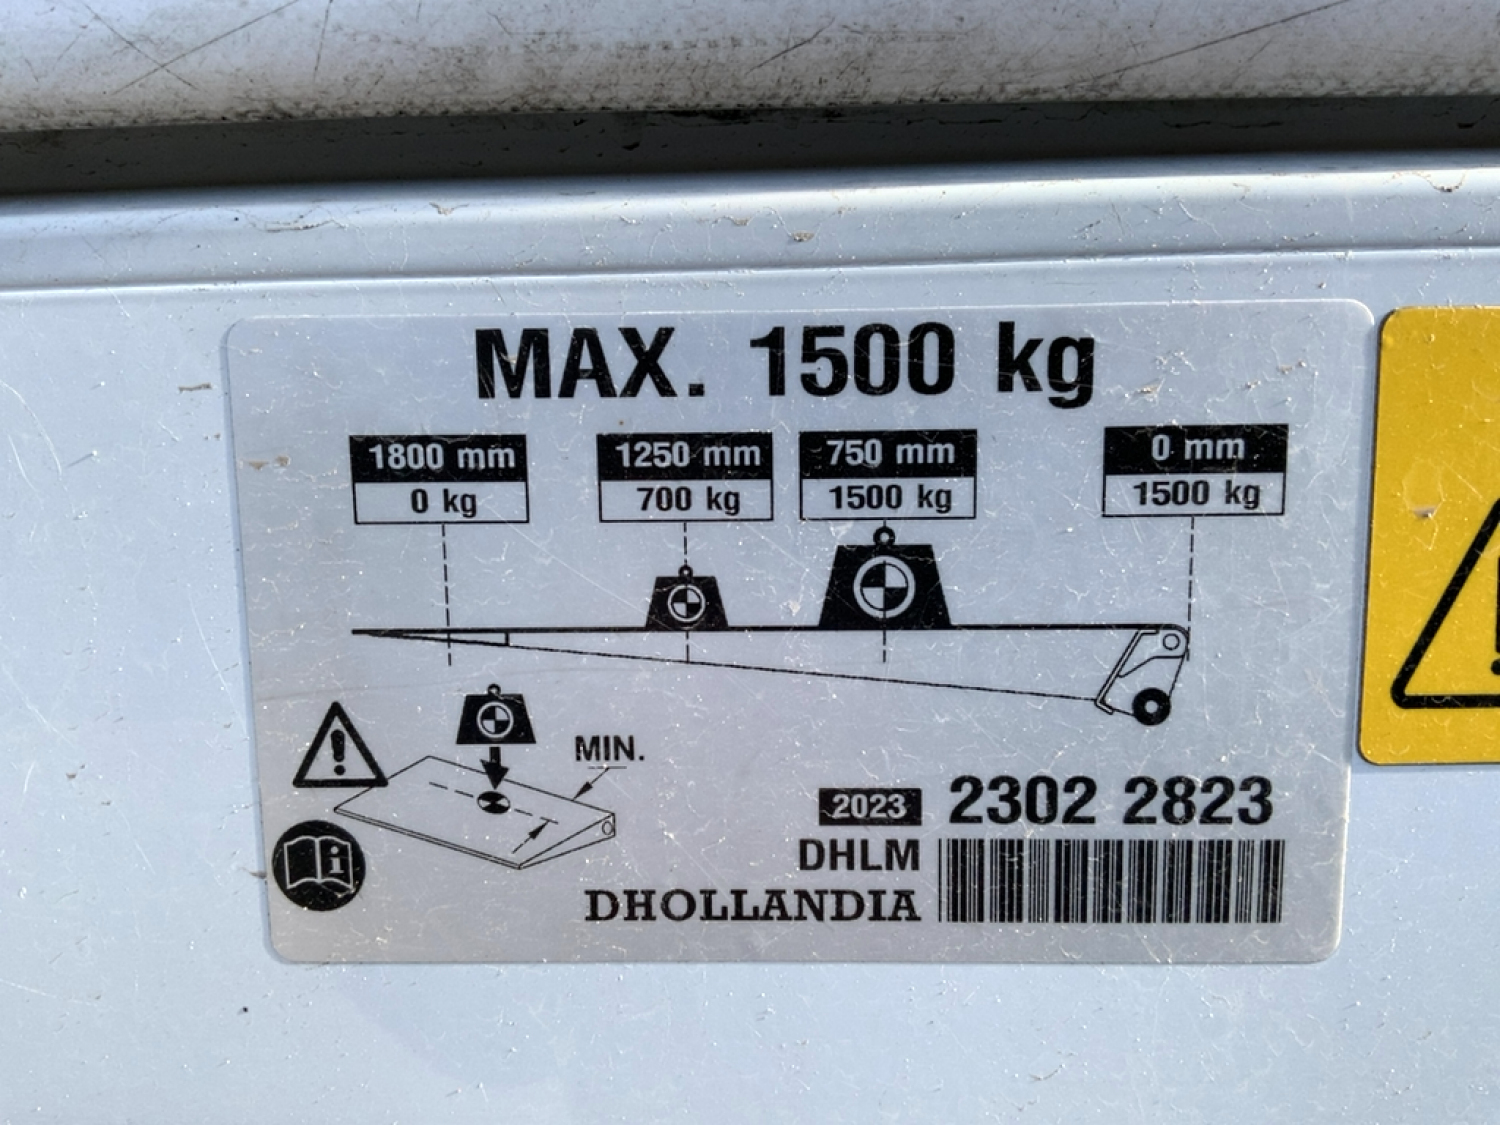 MAX. 1500 kg
1800 mm 1250 mm 750 mm 0 mm
0 kg 700 kg 1500 kg 1500 kg
MIN.
2023 2302 2823
DHLM
DHOLLANDIA